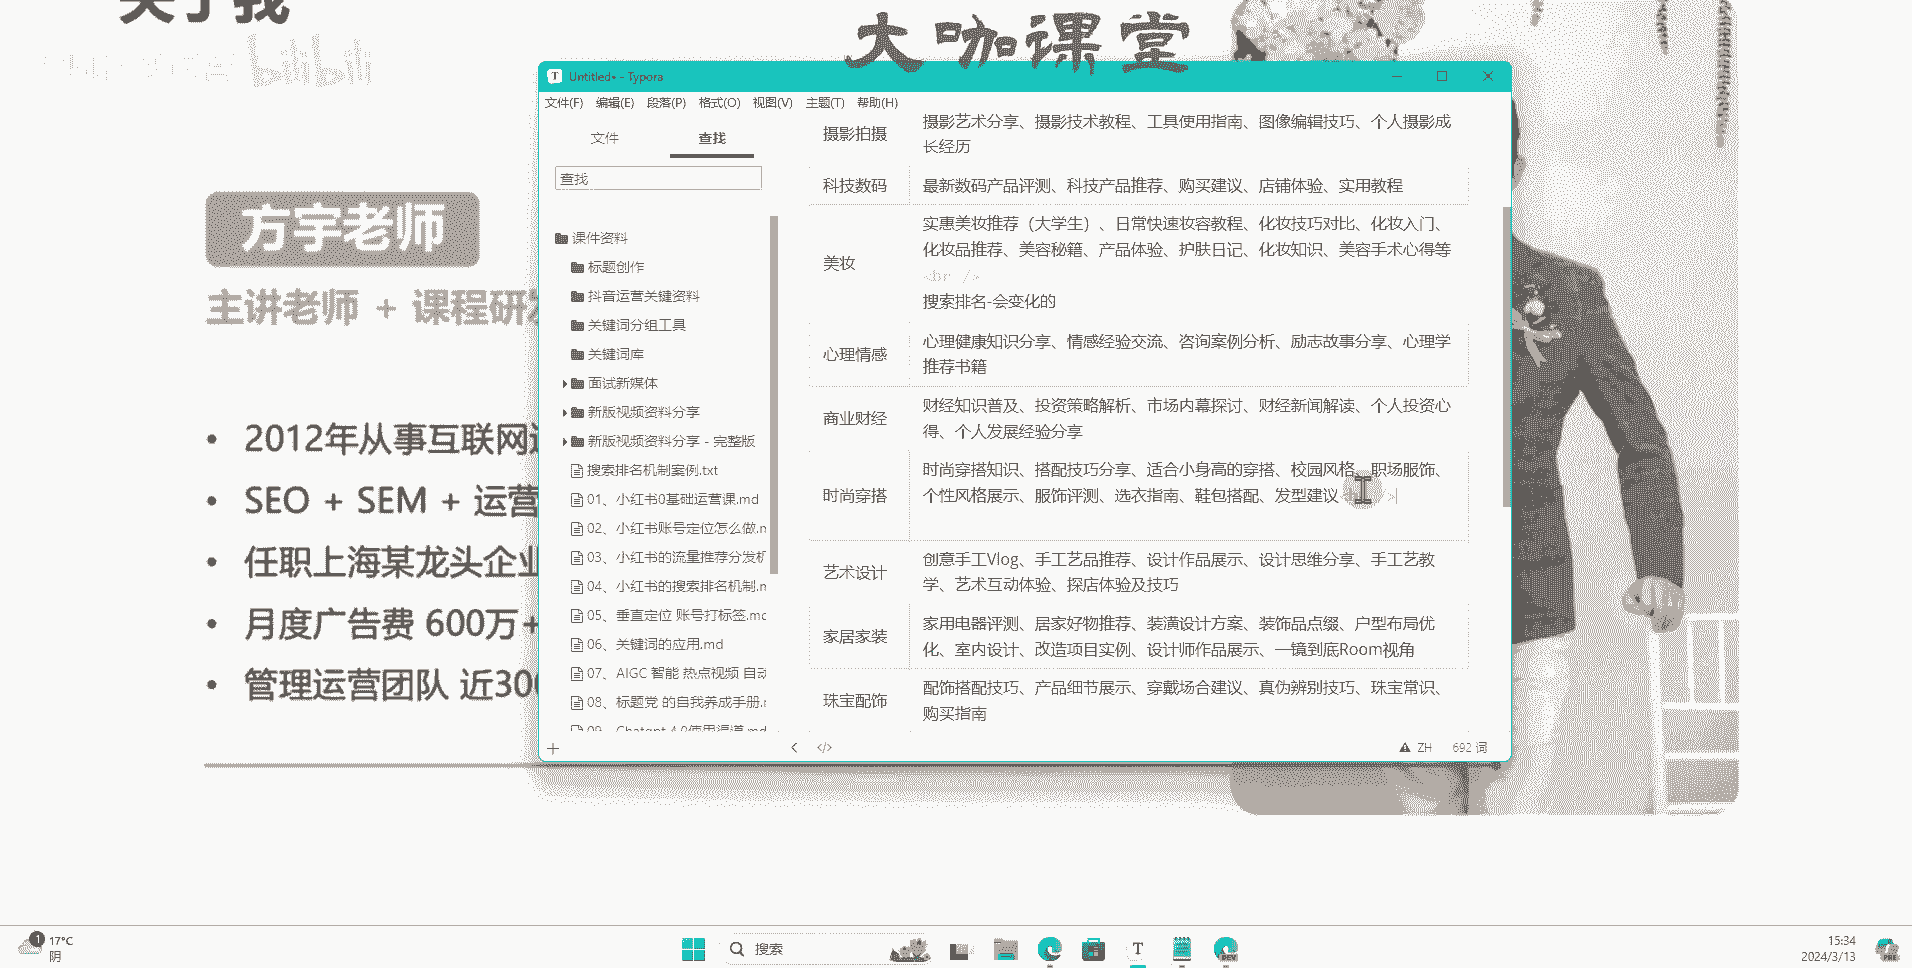 关于我
大咖课堂
bilibili
方宇老师
主讲老师 + 课程研
2012年从事互联网
SEO + SEM + 运营
任职上海某龙头企业
月度广告费 600万+
管理运营团队 近300
Untitled• - Typora
文件(F) 编辑(E) 段落(P) 格式(O) 视图(V) 主题(T) 帮助(H)
文件 查找
查找
课件资料
标题创作
抖音运营关键资料
关键词分组工具
关键词库
面试新媒体
新版视频资料分享
新版视频资料分享 - 完整版
搜索排名机制案例.txt
01、小红书0基础运营课.md
02、小红书账号定位怎么做.m
03、小红书的流量推荐分发机
04、小红书的搜索排名机制.m
05、垂直定位 账号打标签.md
06、关键词的应用.md
07、AIGC 智能 热点视频 自动
08、标题党 的自我养成手册.m
09、Chatgpt 4.0使用渠道.md
摄影拍摄
摄影艺术分享、摄影技术教程、工具使用指南、图像编辑技巧、个人摄影成
长经历
科技数码
最新数码产品评测、科技产品推荐、购买建议、店铺体验、实用教程
美妆
实惠美妆推荐（大学生）、日常快速妆容教程、化妆技巧对比、化妆入门、
化妆品推荐、美容秘籍、产品体验、护肤日记、化妆知识、美容手术心得等
<br />
搜索排名-会变化的
心理情感
心理健康知识分享、情感经验交流、咨询案例分析、励志故事分享、心理学
推荐书籍
商业财经
财经知识普及、投资策略解析、市场内幕探讨、财经新闻解读、个人投资心
得、个人发展经验分享
时尚穿搭
时尚穿搭知识、搭配技巧分享、适合小身高的穿搭、校园风格、职场服饰、
个性风格展示、服饰评测、选衣指南、鞋包搭配、发型建议
艺术设计
创意手工Vlog、手工艺品推荐、设计作品展示、设计思维分享、手工艺教
学、艺术互动体验、探店体验及技巧
家居家装
家用电器评测、居家好物推荐、装潢设计方案、装饰品点缀、户型布局优
化、室内设计、改造项目实例、设计师作品展示、一镜到底Room视角
珠宝配饰
配饰搭配技巧、产品细节展示、穿戴场合建议、真伪辨别技巧、珠宝常识、
购买指南
ZH 692 词
1
17°C
阴
搜索
T
DEV
15:34
2024/3/13
PRE